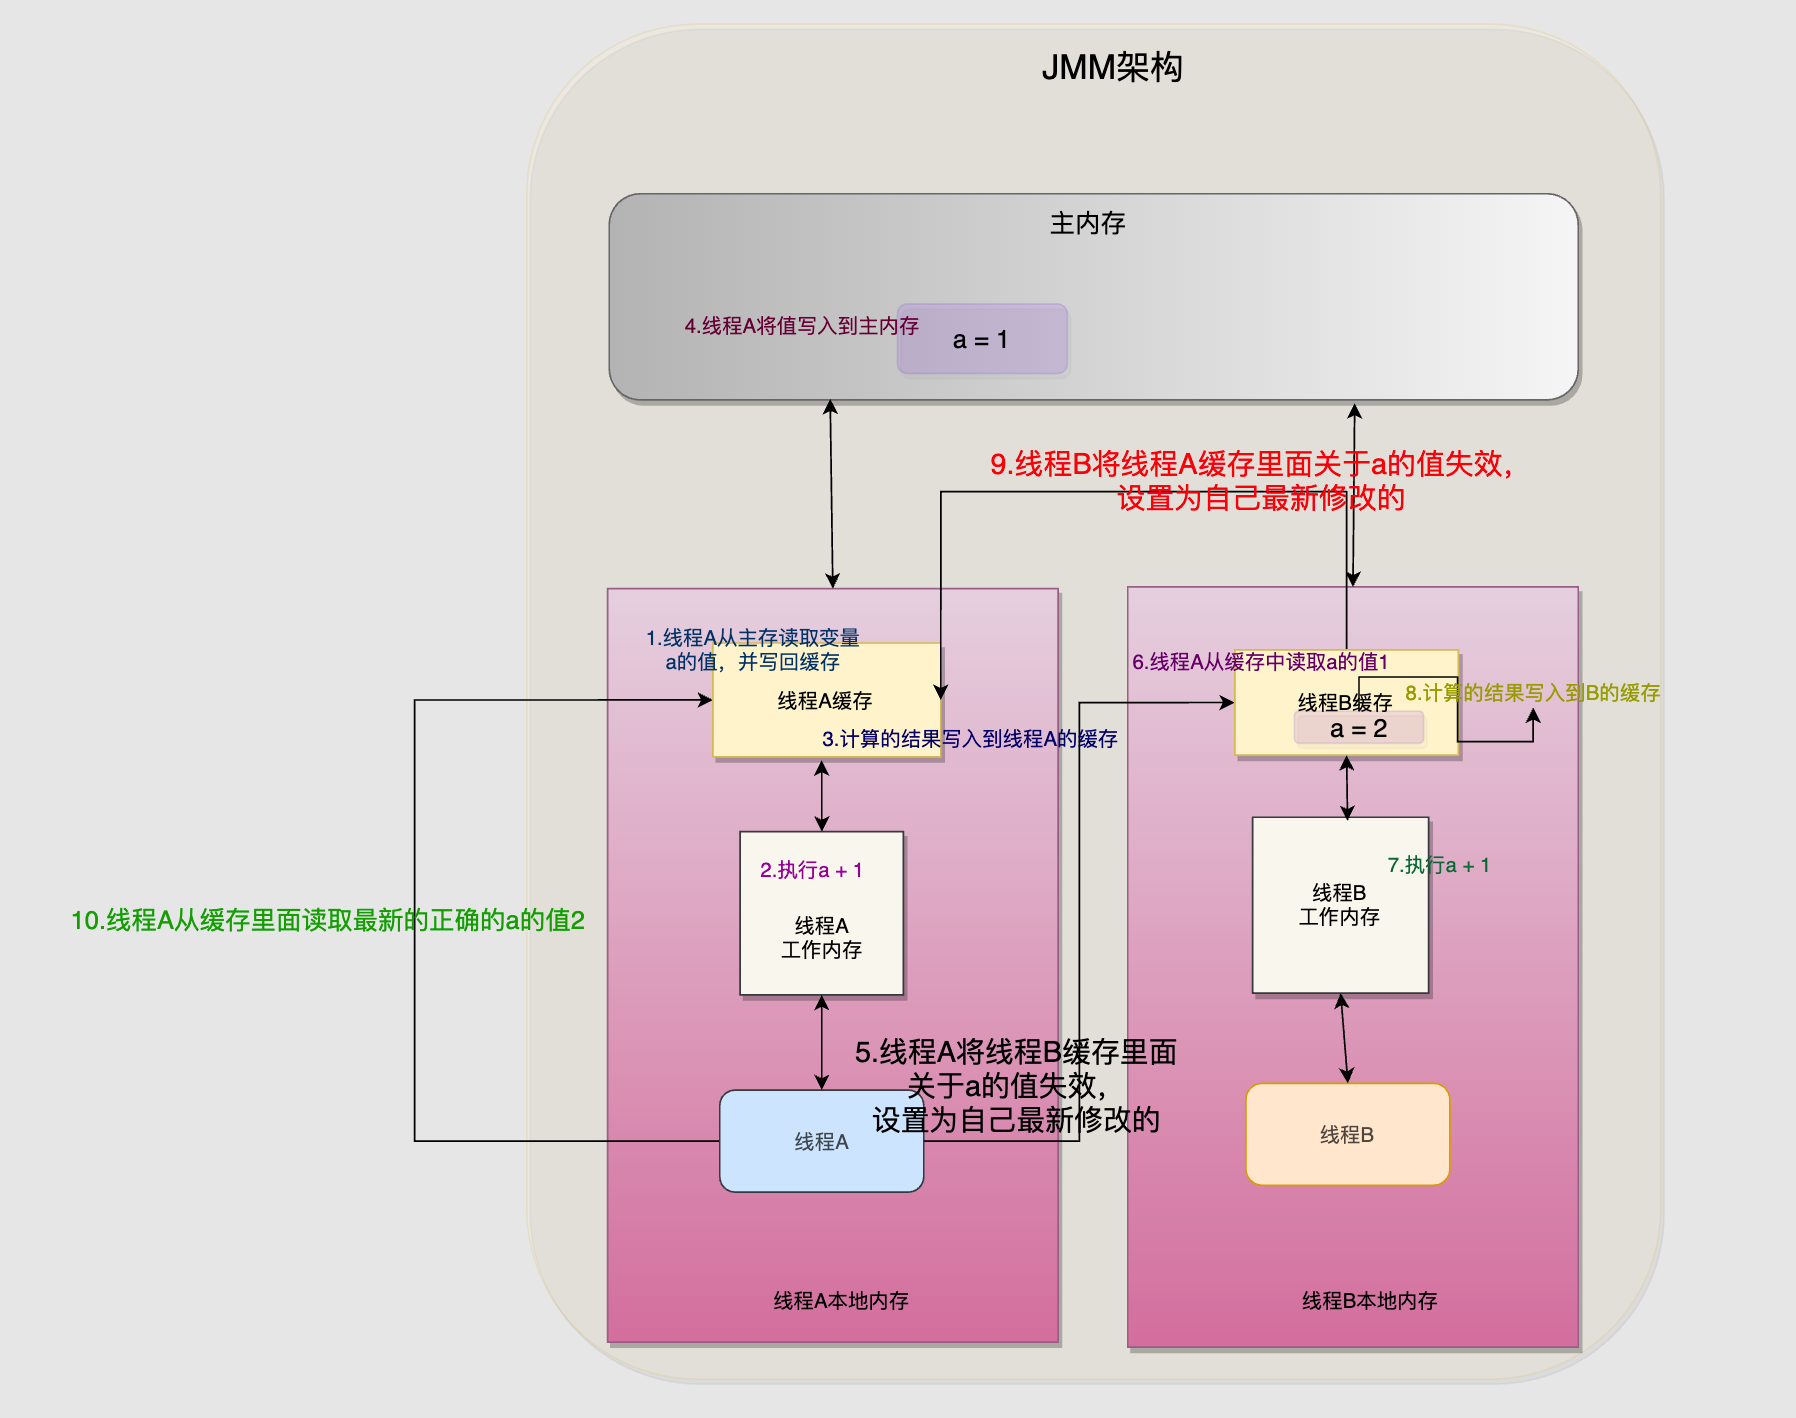 JMM架构
主内存
4.线程A将值写入到主内存
a = 1
9.线程B将线程A缓存里面关于a的值失效，
设置为自己最新修改的
1.线程A从主存读取变量
a的值，并写回缓存
线程A缓存
3.计算的结果写入到线程A的缓存
6.线程A从缓存中读取a的值1
8.计算的结果写入到B的缓存
线程B缓存
a = 2
2.执行a + 1
线程A
工作内存
7.执行a + 1
线程B
工作内存
10.线程A从缓存里面读取最新的正确的a的值2
5.线程A将线程B缓存里面
关于a的值失效，
设置为自己最新修改的
线程A
线程B
线程A本地内存
线程B本地内存